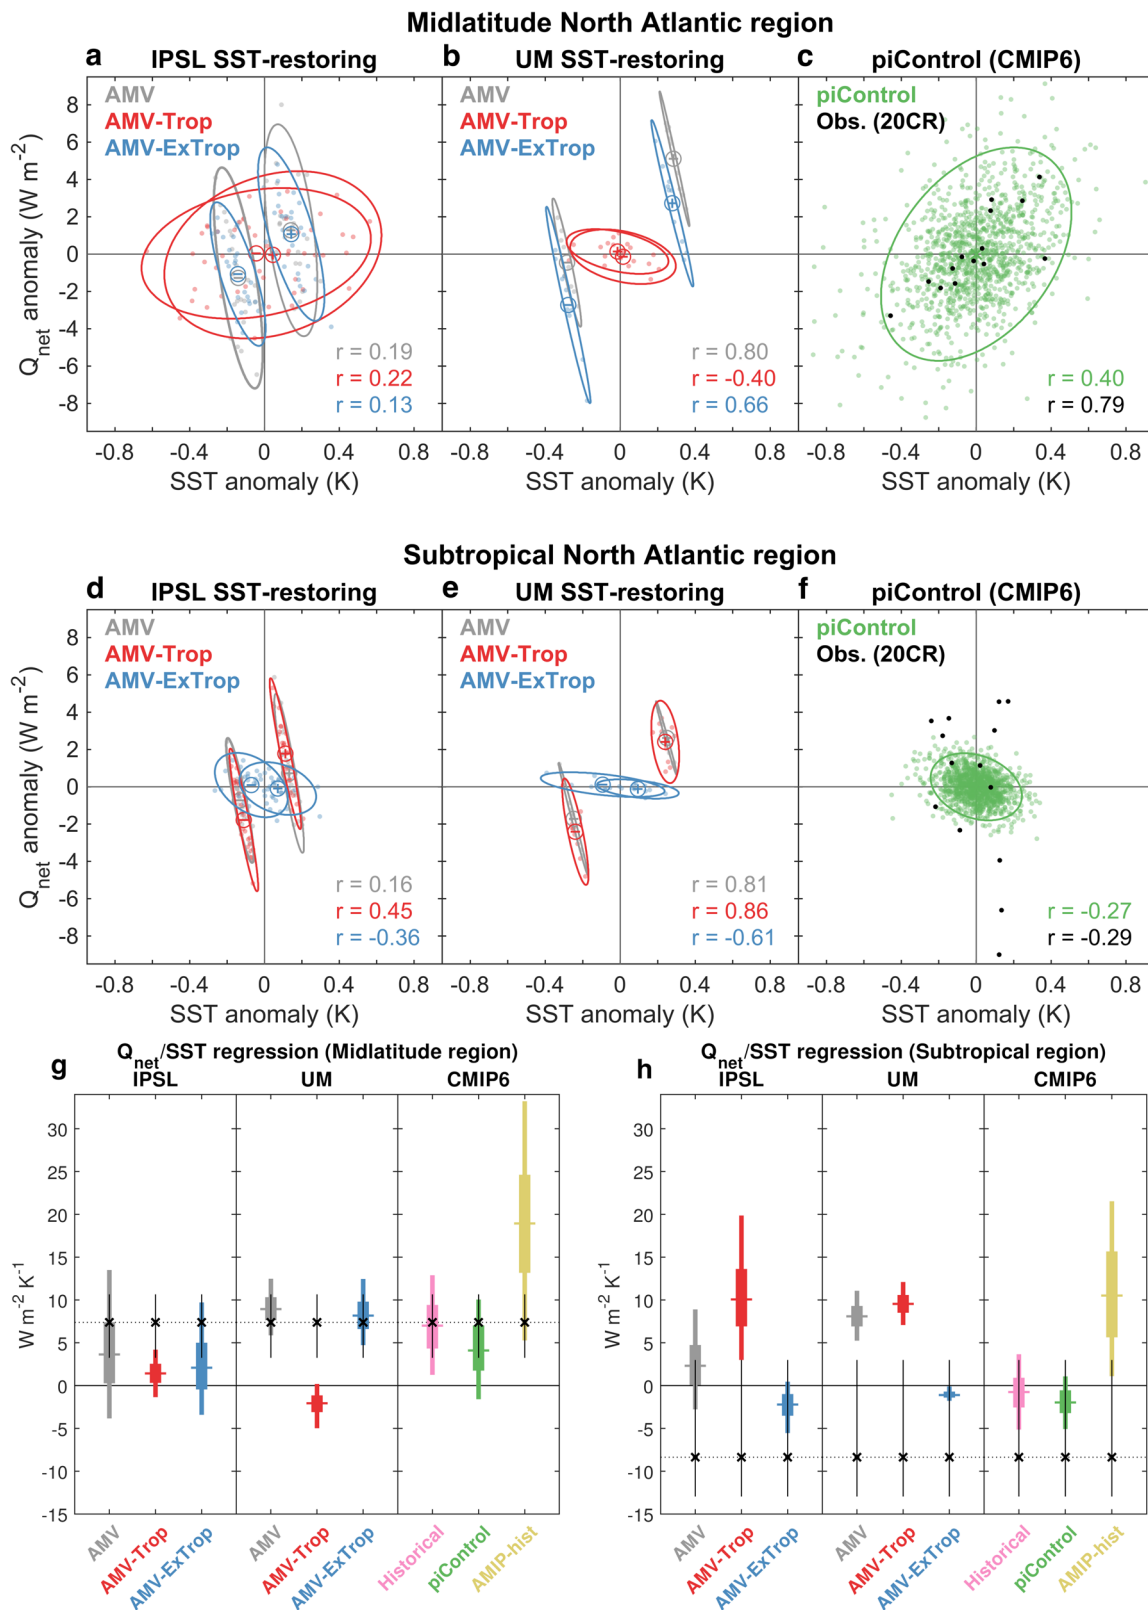 Midlatitude North Atlantic region
a IPSL SST-restoring
b UM SST-restoring
c piControl (CMIP6)
AMV
AMV-Trop
AMV-ExTrop
AMV
AMV-Trop
AMV-ExTrop
piControl
Obs. (20CR)
Qnet anomaly (W m-2)
8
6
4
2
0
-2
-4
-6
-8
r = 0.19
r = 0.22
r = 0.13
r = 0.80
r = -0.40
r = 0.66
r = 0.40
r = 0.79
-0.8 -0.4 0 0.4 0.8
-0.8 -0.4 0 0.4 0.8
-0.8 -0.4 0 0.4 0.8
SST anomaly (K)
SST anomaly (K)
SST anomaly (K)
Subtropical North Atlantic region
d IPSL SST-restoring
e UM SST-restoring
f piControl (CMIP6)
AMV
AMV-Trop
AMV-ExTrop
AMV
AMV-Trop
AMV-ExTrop
piControl
Obs. (20CR)
Qnet anomaly (W m-2)
8
6
4
2
0
-2
-4
-6
-8
r = 0.16
r = 0.45
r = -0.36
r = 0.81
r = 0.86
r = -0.61
r = -0.27
r = -0.29
-0.8 -0.4 0 0.4 0.8
-0.8 -0.4 0 0.4 0.8
-0.8 -0.4 0 0.4 0.8
SST anomaly (K)
SST anomaly (K)
SST anomaly (K)
g Qnet/SST regression (Midlatitude region)
IPSL UM CMIP6
W m-2 K-1
30
25
20
15
10
5
0
-5
-10
-15
AMV
AMV-Trop
AMV-ExTrop
AMV
AMV-Trop
AMV-ExTrop
Historical
piControl
AMIP-hist
h Qnet/SST regression (Subtropical region)
IPSL UM CMIP6
W m-2 K-1
30
25
20
15
10
5
0
-5
-10
-15
AMV
AMV-Trop
AMV-ExTrop
AMV
AMV-Trop
AMV-ExTrop
Historical
piControl
AMIP-hist